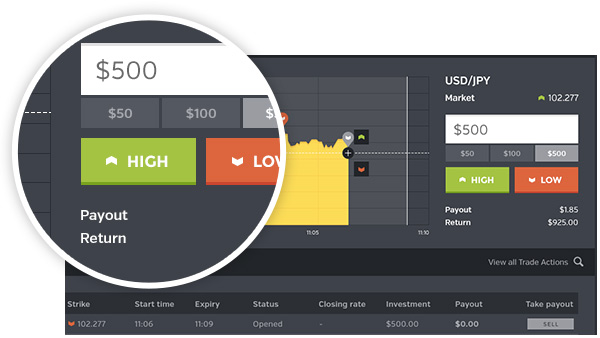 $500
$50 $100
HIGH LOW
Payout
Return
11:05 11:10
USD/JPY
Market 102.277
$500
$50 $100 $500
HIGH LOW
Payout $1.85
Return $925.00
View all Trade Actions
Strike Start time Expiry Status Closing rate Investment Payout Take payout
102.277 11:06 11:09 Opened - $500.00 $0.00 SELL